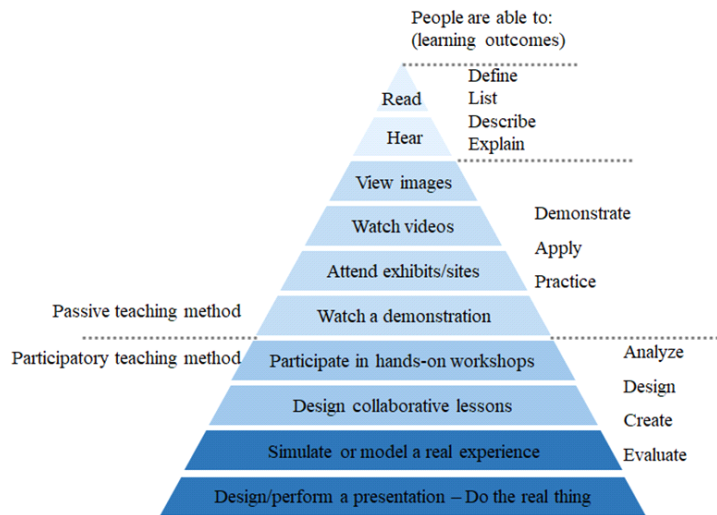 People are able to:
(learning outcomes)
Read
Hear
Define
List
Describe
Explain
View images
Watch videos
Attend exhibits/sites
Watch a demonstration
Demonstrate
Apply
Practice
Passive teaching method
Participatory teaching method
Participate in hands-on workshops
Design collaborative lessons
Simulate or model a real experience
Design/perform a presentation – Do the real thing
Analyze
Design
Create
Evaluate